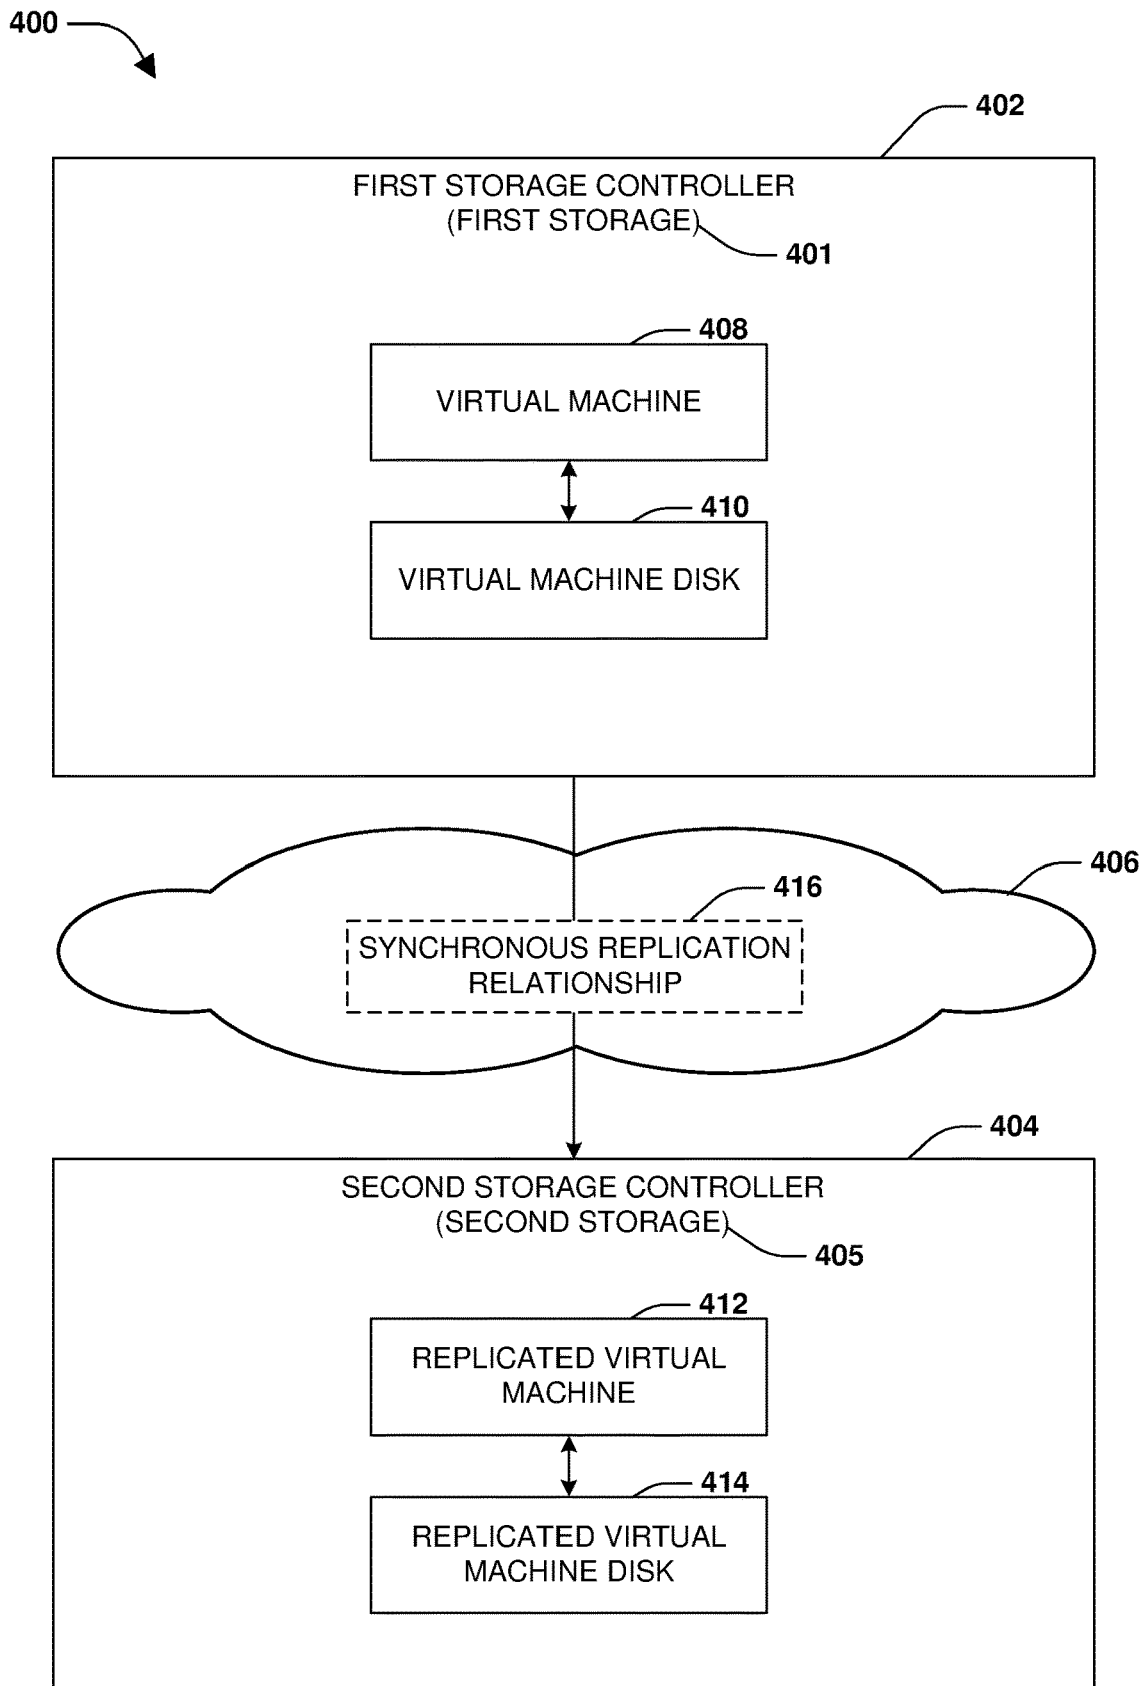 400
402
FIRST STORAGE CONTROLLER
(FIRST STORAGE)
401
408
VIRTUAL MACHINE
410
VIRTUAL MACHINE DISK
406
416
SYNCHRONOUS REPLICATION
RELATIONSHIP
404
SECOND STORAGE CONTROLLER
(SECOND STORAGE)
405
412
REPLICATED VIRTUAL
MACHINE
414
REPLICATED VIRTUAL
MACHINE DISK